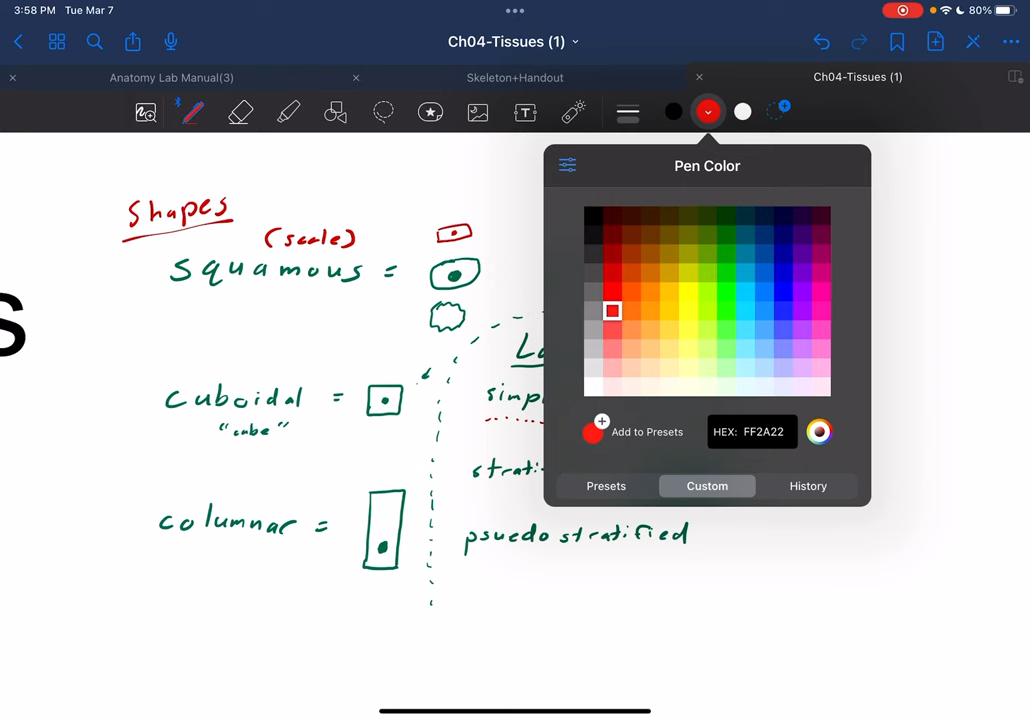 3:58 PM Tue Mar 7
80%
Ch04-Tissues (1)
Anatomy Lab Manual(3)
Skeleton+Handout
Ch04-Tissues (1)
T
Pen Color
Shapes
(scale)
squamous =
s
La
cuboidal =
"cube"
simpl
Add to Presets
HEX: FF2A22
strati
Presets
Custom
History
columnar =
psuedo stratified